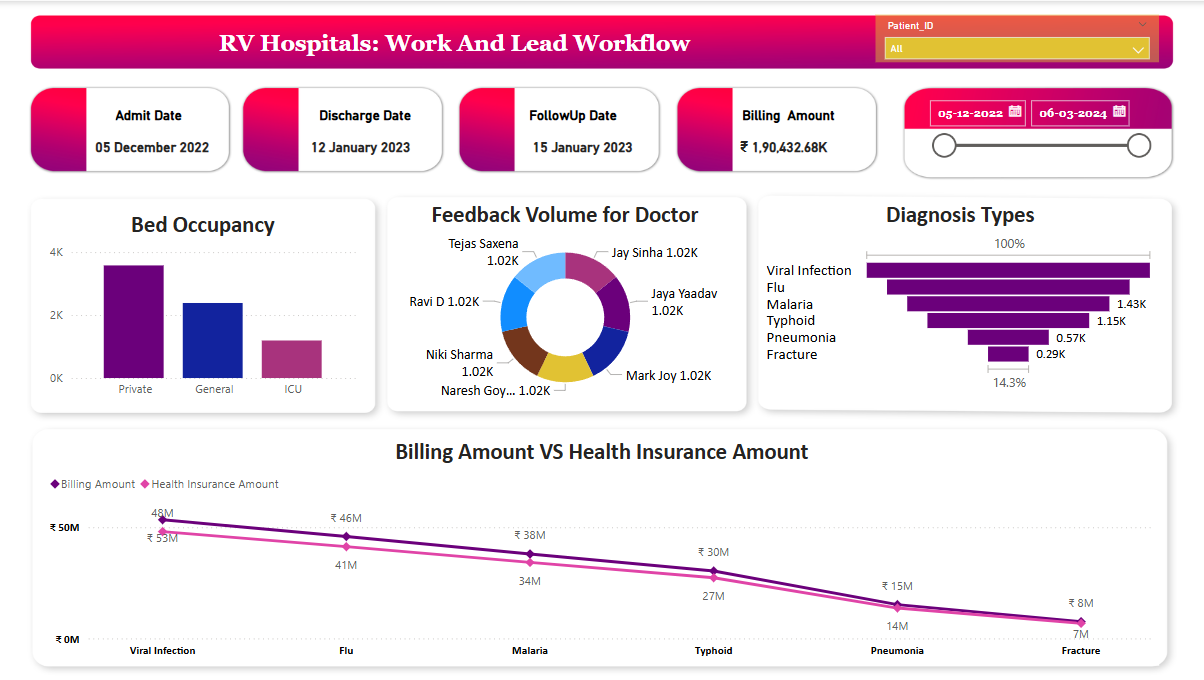 RV Hospitals: Work And Lead Workflow
Patient_ID
All
Admit Date
05 December 2022
Discharge Date
12 January 2023
FollowUp Date
15 January 2023
Billing Amount
₹ 1,90,432.68K
05-12-2022
06-03-2024
Bed Occupancy
4K
2K
0K
Private
General
ICU
Feedback Volume for Doctor
Tejas Saxena
1.02K
Jay Sinha 1.02K
Ravi D 1.02K
Jaya Yaadav
1.02K
Niki Sharma
1.02K
Mark Joy 1.02K
Naresh Goy... 1.02K
Diagnosis Types
100%
Viral Infection
Flu
Malaria 1.43K
Typhoid 1.15K
Pneumonia 0.57K
Fracture 0.29K
14.3%
Billing Amount VS Health Insurance Amount
Billing Amount Health Insurance Amount
₹ 50M
₹ 0M
48M
₹ 53M
₹ 46M
41M
₹ 38M
34M
₹ 30M
27M
₹ 15M
14M
₹ 8M
7M
Viral Infection
Flu
Malaria
Typhoid
Pneumonia
Fracture